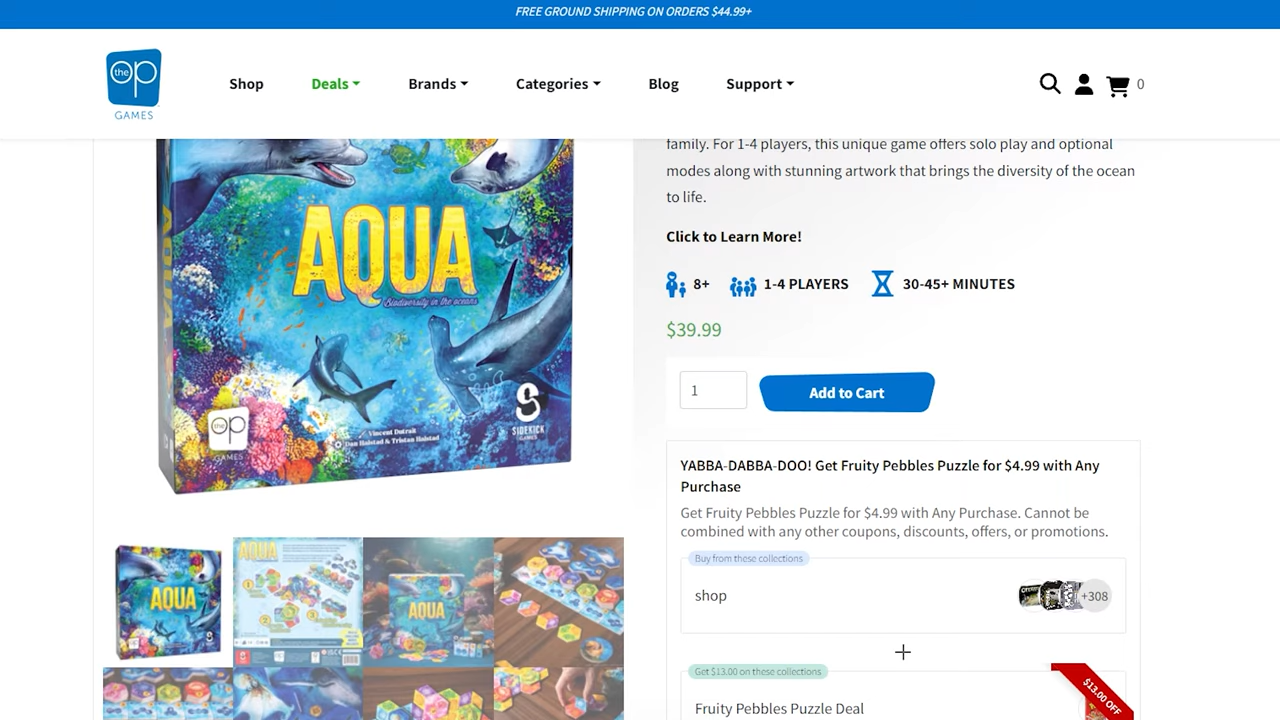 FREE GROUND SHIPPING ON ORDERS $44.99+
the op
GAMES
Shop
Deals
Brands
Categories
Blog
Support
0
AQUA
Biodiversity in the oceans
the op
GAMES
Vincent Dutrait
Dan Halstad & Tristan Halstad
SIDEKICK
GAMES
AQUA
AQUA
AQUA
family. For 1-4 players, this unique game offers solo play and optional
modes along with stunning artwork that brings the diversity of the ocean
to life.
Click to Learn More!
8+
1-4 PLAYERS
30-45+ MINUTES
$39.99
1
Add to Cart
YABBA-DABBA-DOO! Get Fruity Pebbles Puzzle for $4.99 with Any
Purchase
Get Fruity Pebbles Puzzle for $4.99 with Any Purchase. Cannot be
combined with any other coupons, discounts, offers, or promotions.
Buy from these collections
shop
+308
Get $13.00 on these collections
Fruity Pebbles Puzzle Deal
$13.00 OFF